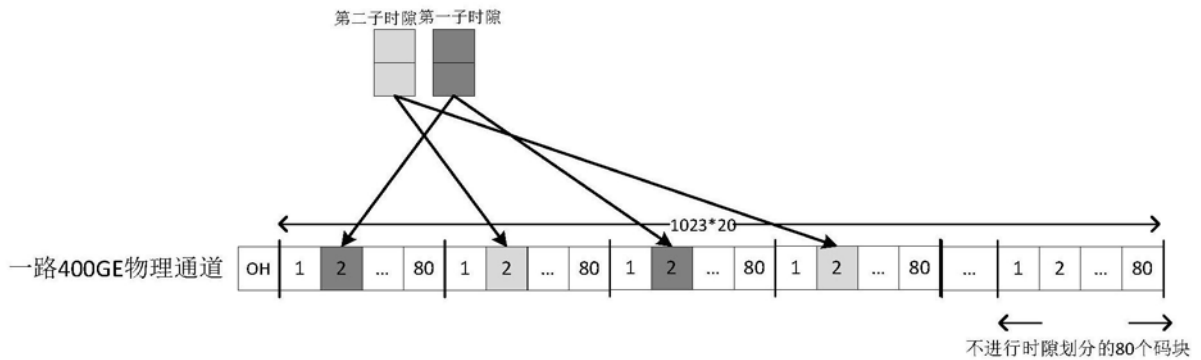 第二子时隙 第一子时隙
1023*20
一路400GE物理通道 OH 1 2 ... 80 1 2 ... 80 1 2 ... 80 1 2 ... 80 ... 1 2 ... 80
不进行时隙划分的80个码块